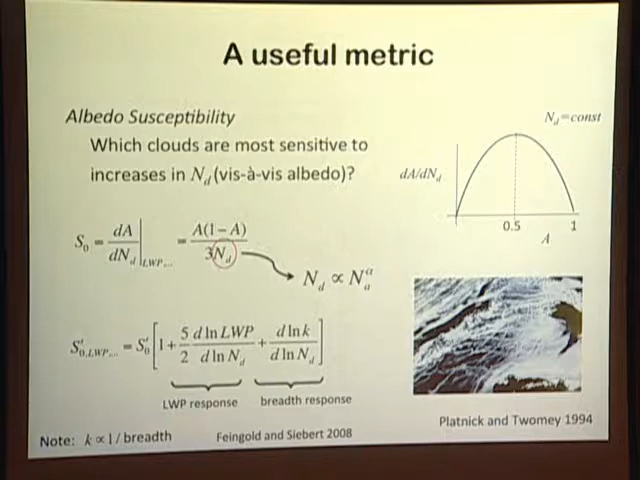 A useful metric
Albedo Susceptibility
Which clouds are most sensitive to
increases in N_d (vis-à-vis albedo)?
N_d=const
dA/dN_d
0.5 1
A
S_0 = dA/dN_d |_LWP... = A(1−A)/3N_d
N_d ∝ N_a^a
S'_0,LWP... = S'_0 [1 + 5/2 d ln LWP/d ln N_d + d ln k/d ln N_d]
LWP response breadth response
Platnick and Twomey 1994
Note: k ∝ 1/breadth Feingold and Siebert 2008